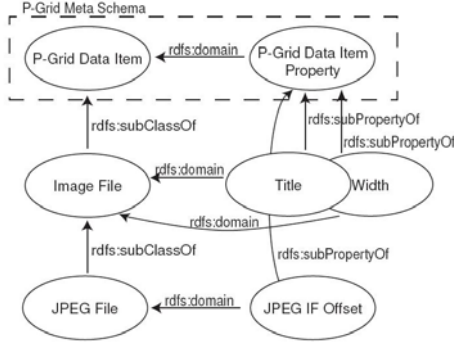 P-Grid Meta Schema
P-Grid Data Item
rdfs:domain
P-Grid Data Item
Property
rdfs:subClassOf
rdfs:subPropertyOf
rdfs:subPropertyOf
Image File
rdfs:domain
Title
Width
rdfs:domain
rdfs:subClassOf
rdfs:subPropertyOf
JPEG File
rdfs:domain
JPEG IF Offset